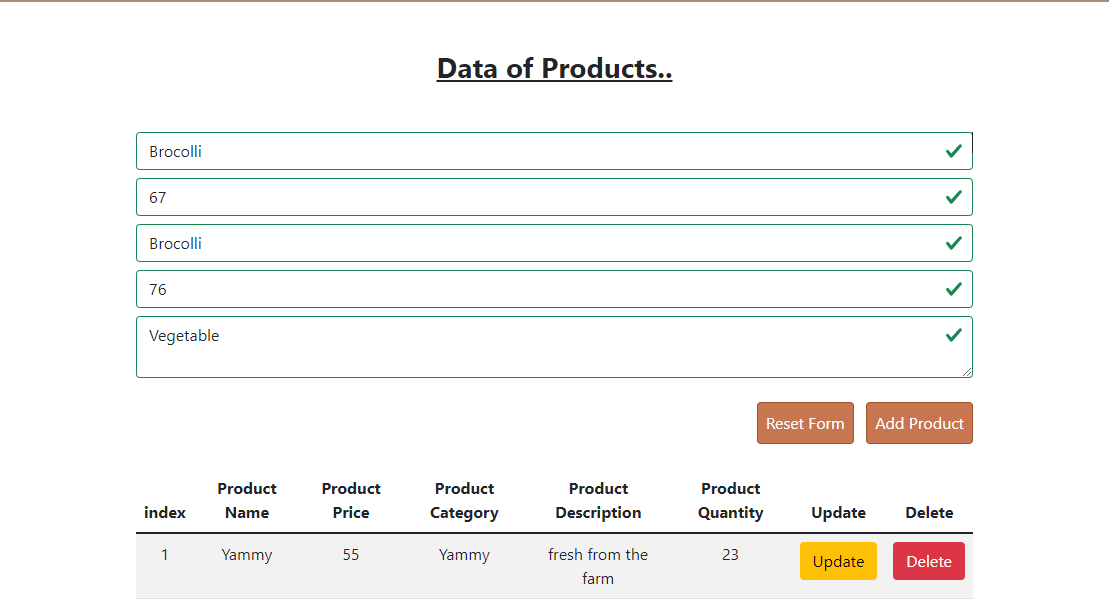 Data of Products..
Brocolli
67
Brocolli
76
Vegetable
Reset Form Add Product
index Product Name Product Price Product Category Product Description Product Quantity Update Delete
1 Yammy 55 Yammy fresh from the farm 23 Update Delete